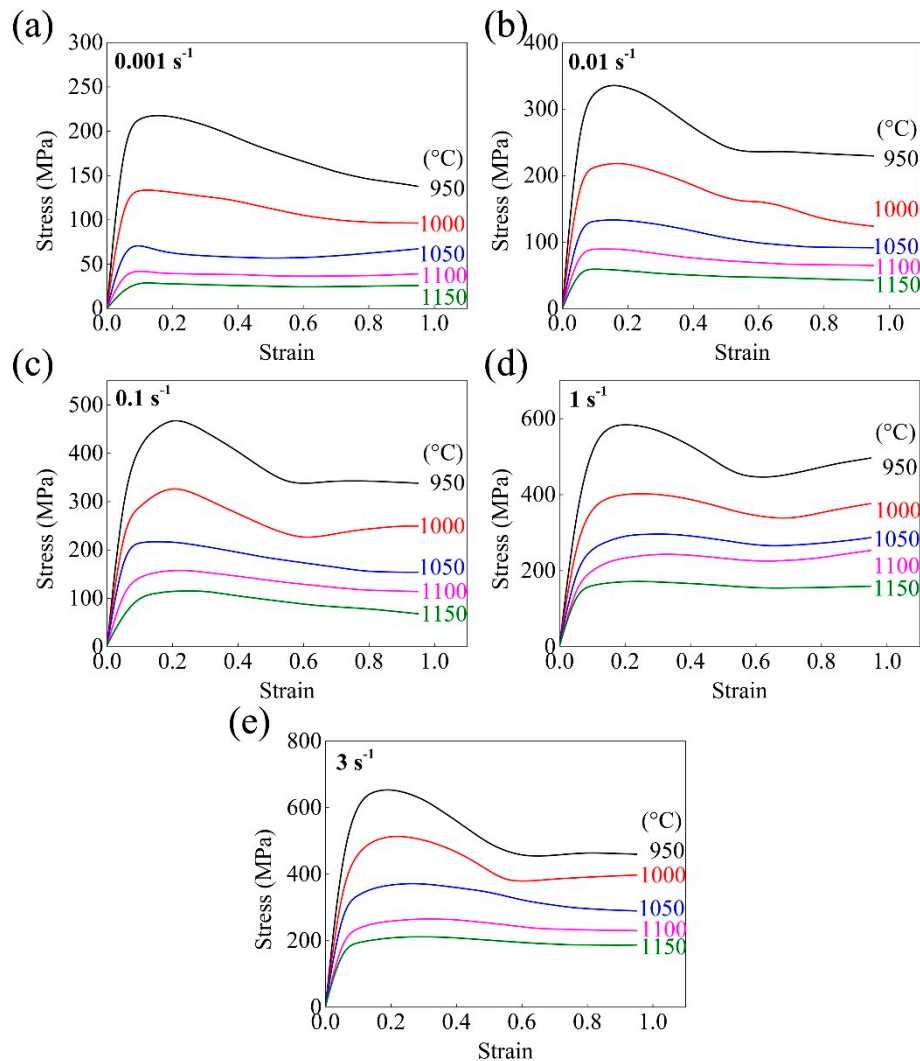 (a)
0.001 s⁻¹
300
250
200
150
100
50
0
Stress (MPa)
(°C)
950
1000
1050
1100
1150
0.0 0.2 0.4 0.6 0.8 1.0
Strain
(b)
0.01 s⁻¹
400
300
200
100
0
Stress (MPa)
(°C)
950
1000
1050
1100
1150
0.0 0.2 0.4 0.6 0.8 1.0
Strain
(c)
0.1 s⁻¹
500
400
300
200
100
0
Stress (MPa)
(°C)
950
1000
1050
1100
1150
0.0 0.2 0.4 0.6 0.8 1.0
Strain
(d)
1 s⁻¹
600
400
200
0
Stress (MPa)
(°C)
950
1000
1050
1100
1150
0.0 0.2 0.4 0.6 0.8 1.0
Strain
(e)
3 s⁻¹
800
600
400
200
0
Stress (MPa)
(°C)
950
1000
1050
1100
1150
0.0 0.2 0.4 0.6 0.8 1.0
Strain